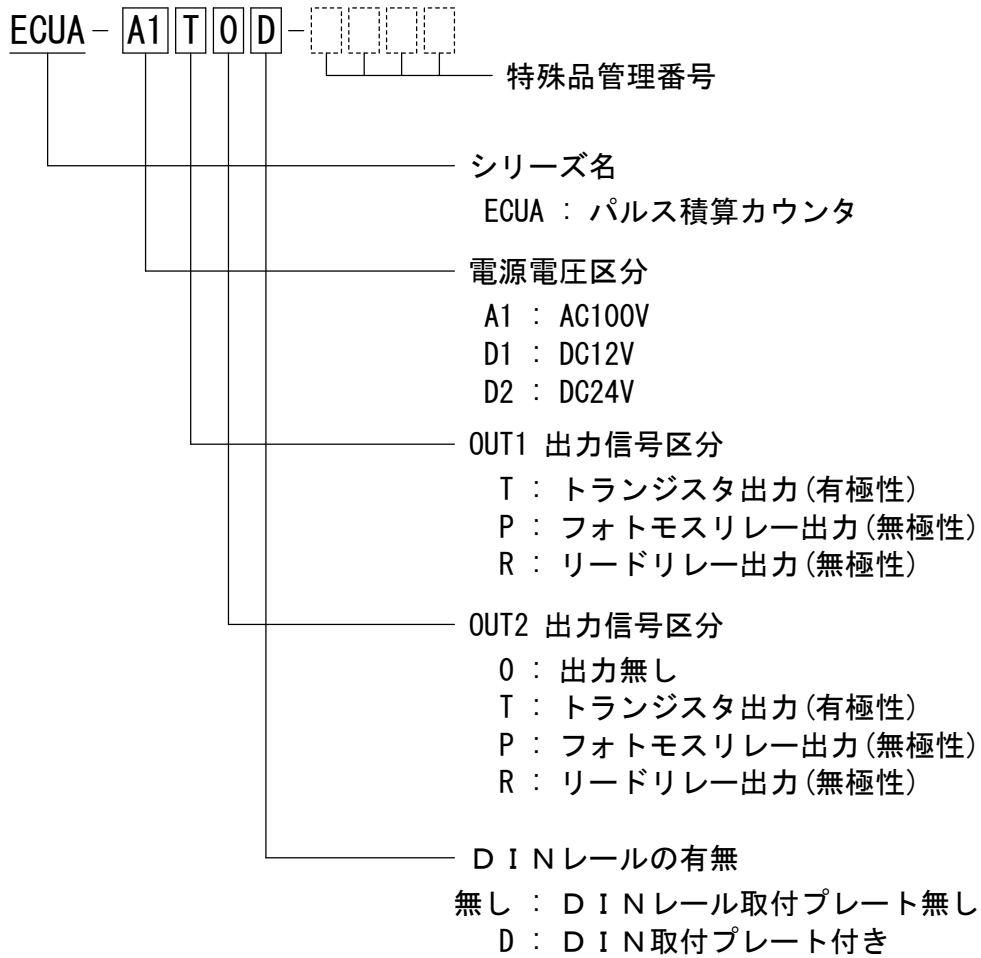 ECUA-A1T0D-
特殊品管理番号
シリーズ名
ECUA : パルス積算カウンタ
電源電圧区分
A1 : AC100V
D1 : DC12V
D2 : DC24V
OUT1 出力信号区分
T : トランジスタ出力(有極性)
P : フォトモスリレー出力(無極性)
R : リードリレー出力(無極性)
OUT2 出力信号区分
0 : 出力無し
T : トランジスタ出力(有極性)
P : フォトモスリレー出力(無極性)
R : リードリレー出力(無極性)
DINレールの有無
無し : DINレール取付プレート無し
D : DIN取付プレート付き